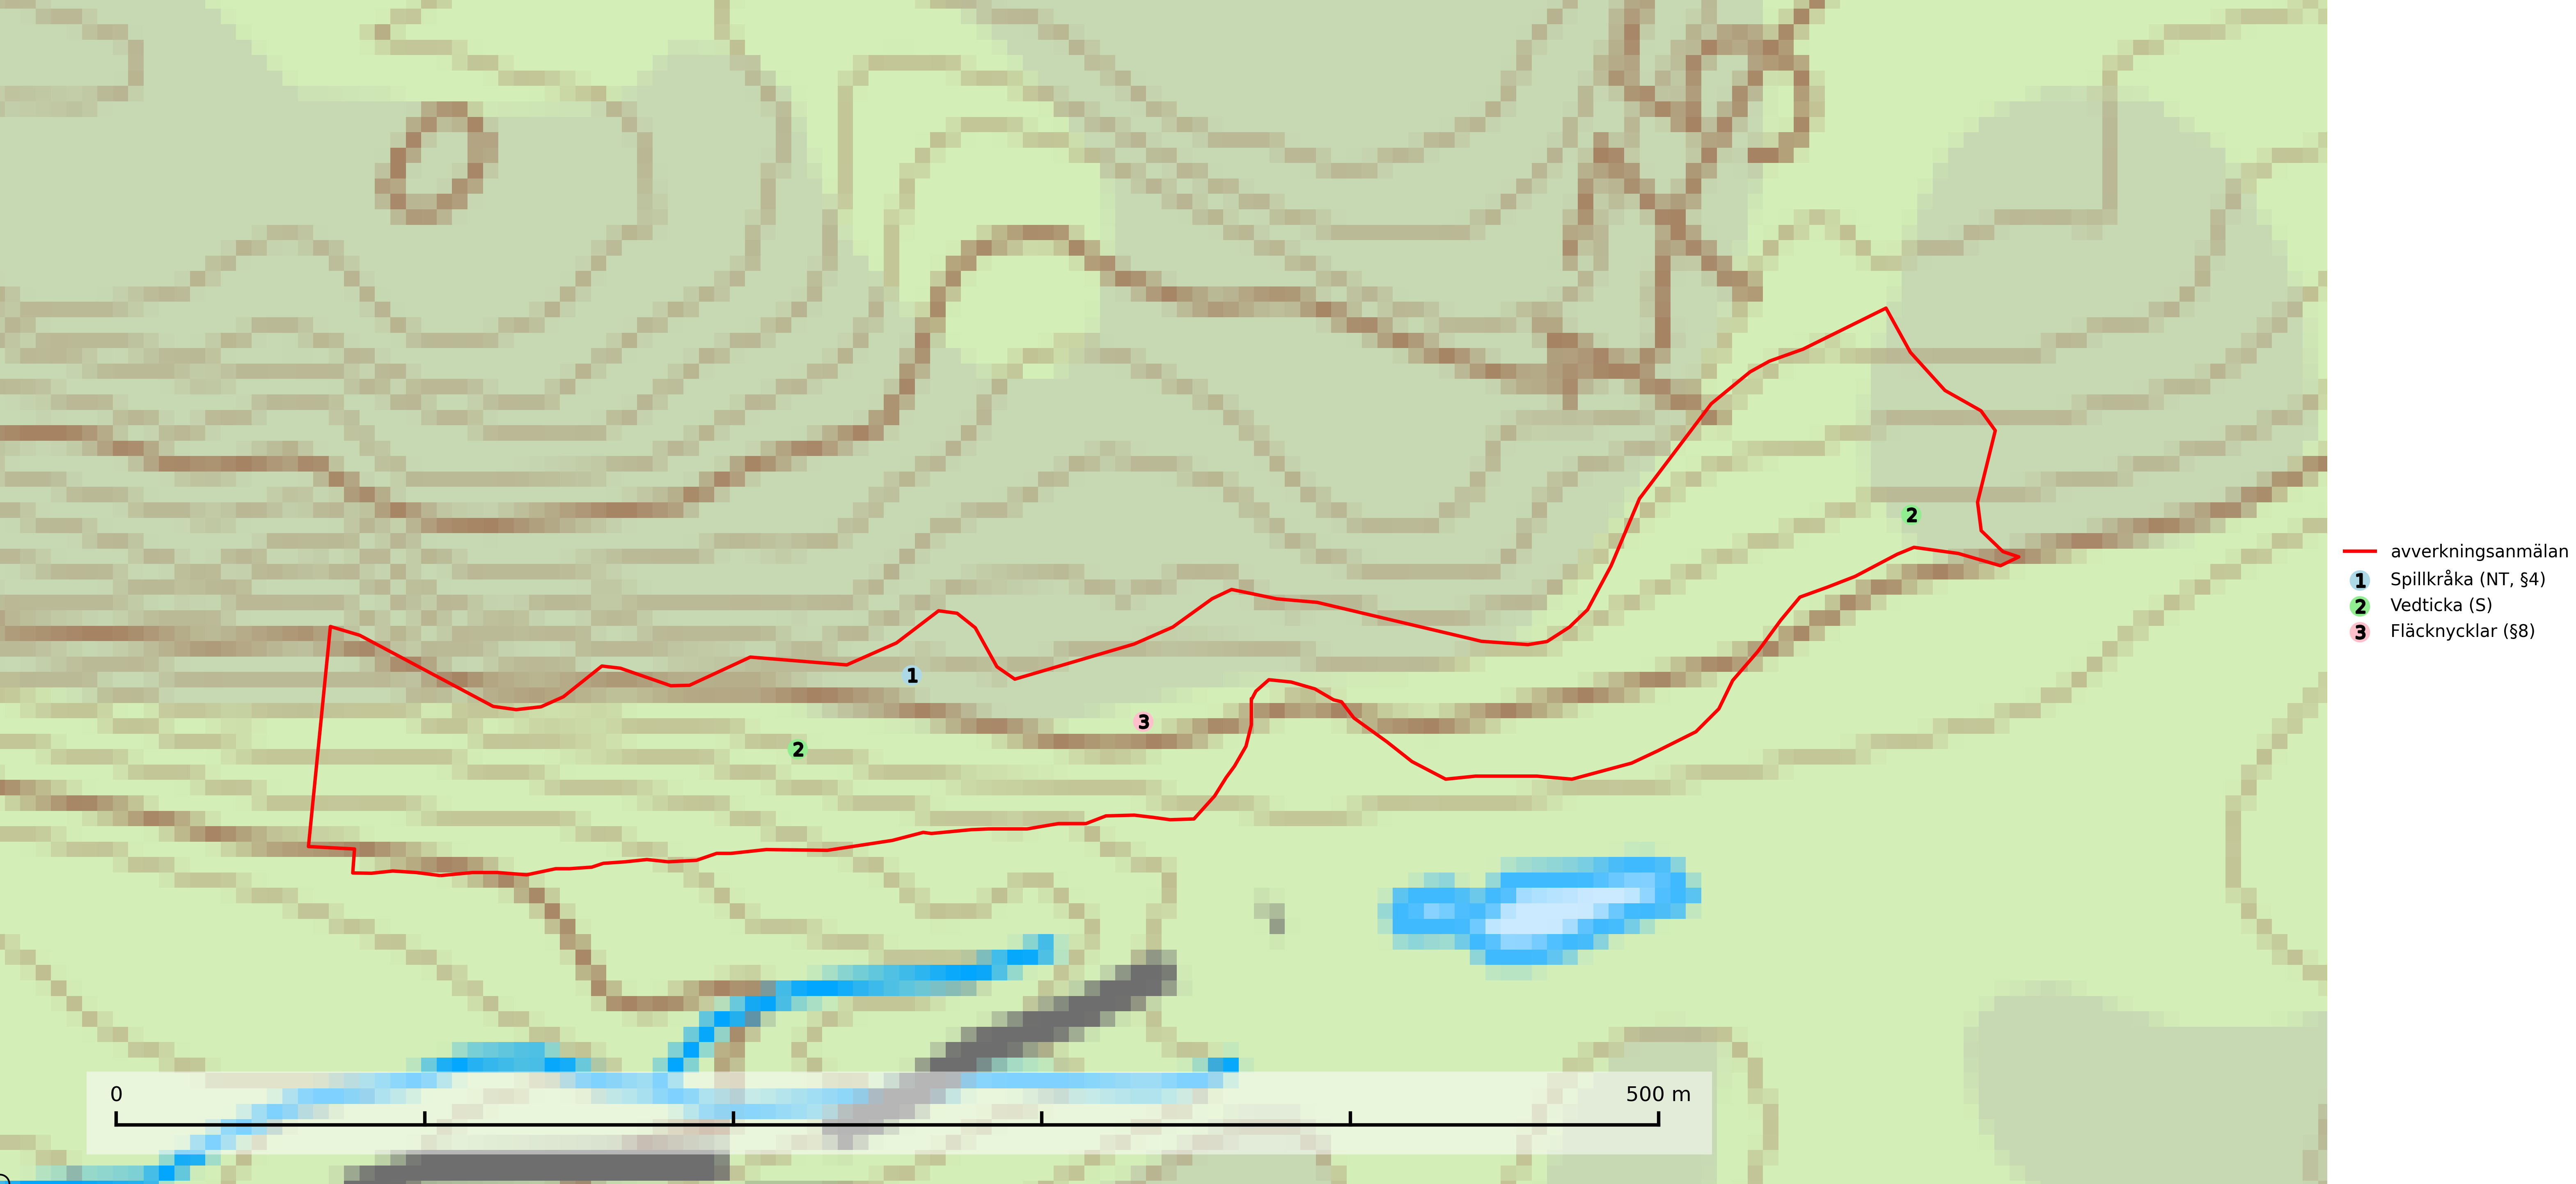 2
1
3
2
0
500 m
avverkningsanmälan
1 Spillkråka (NT, §4)
2 Vedticka (S)
3 Fläcknycklar (§8)